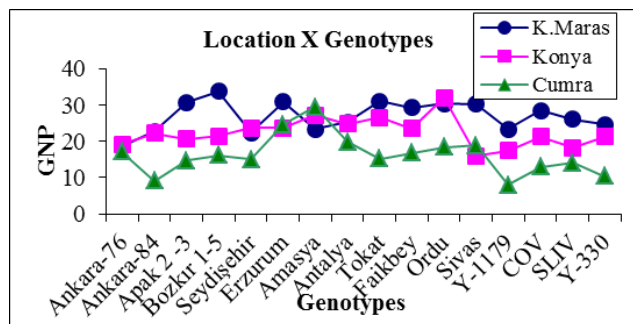 Location X Genotypes
K.Maras
Konya
Cumra
GNP
40
30
20
10
0
Ankara-76
Ankara-84
Apak 2 -3
Bozkır 1-5
Seydişehir
Erzurum
Amasya
Antalya
Tokat
Faikbey
Ordu
Sivas
Y-1179
COV
SLIV
Y-330
Genotypes